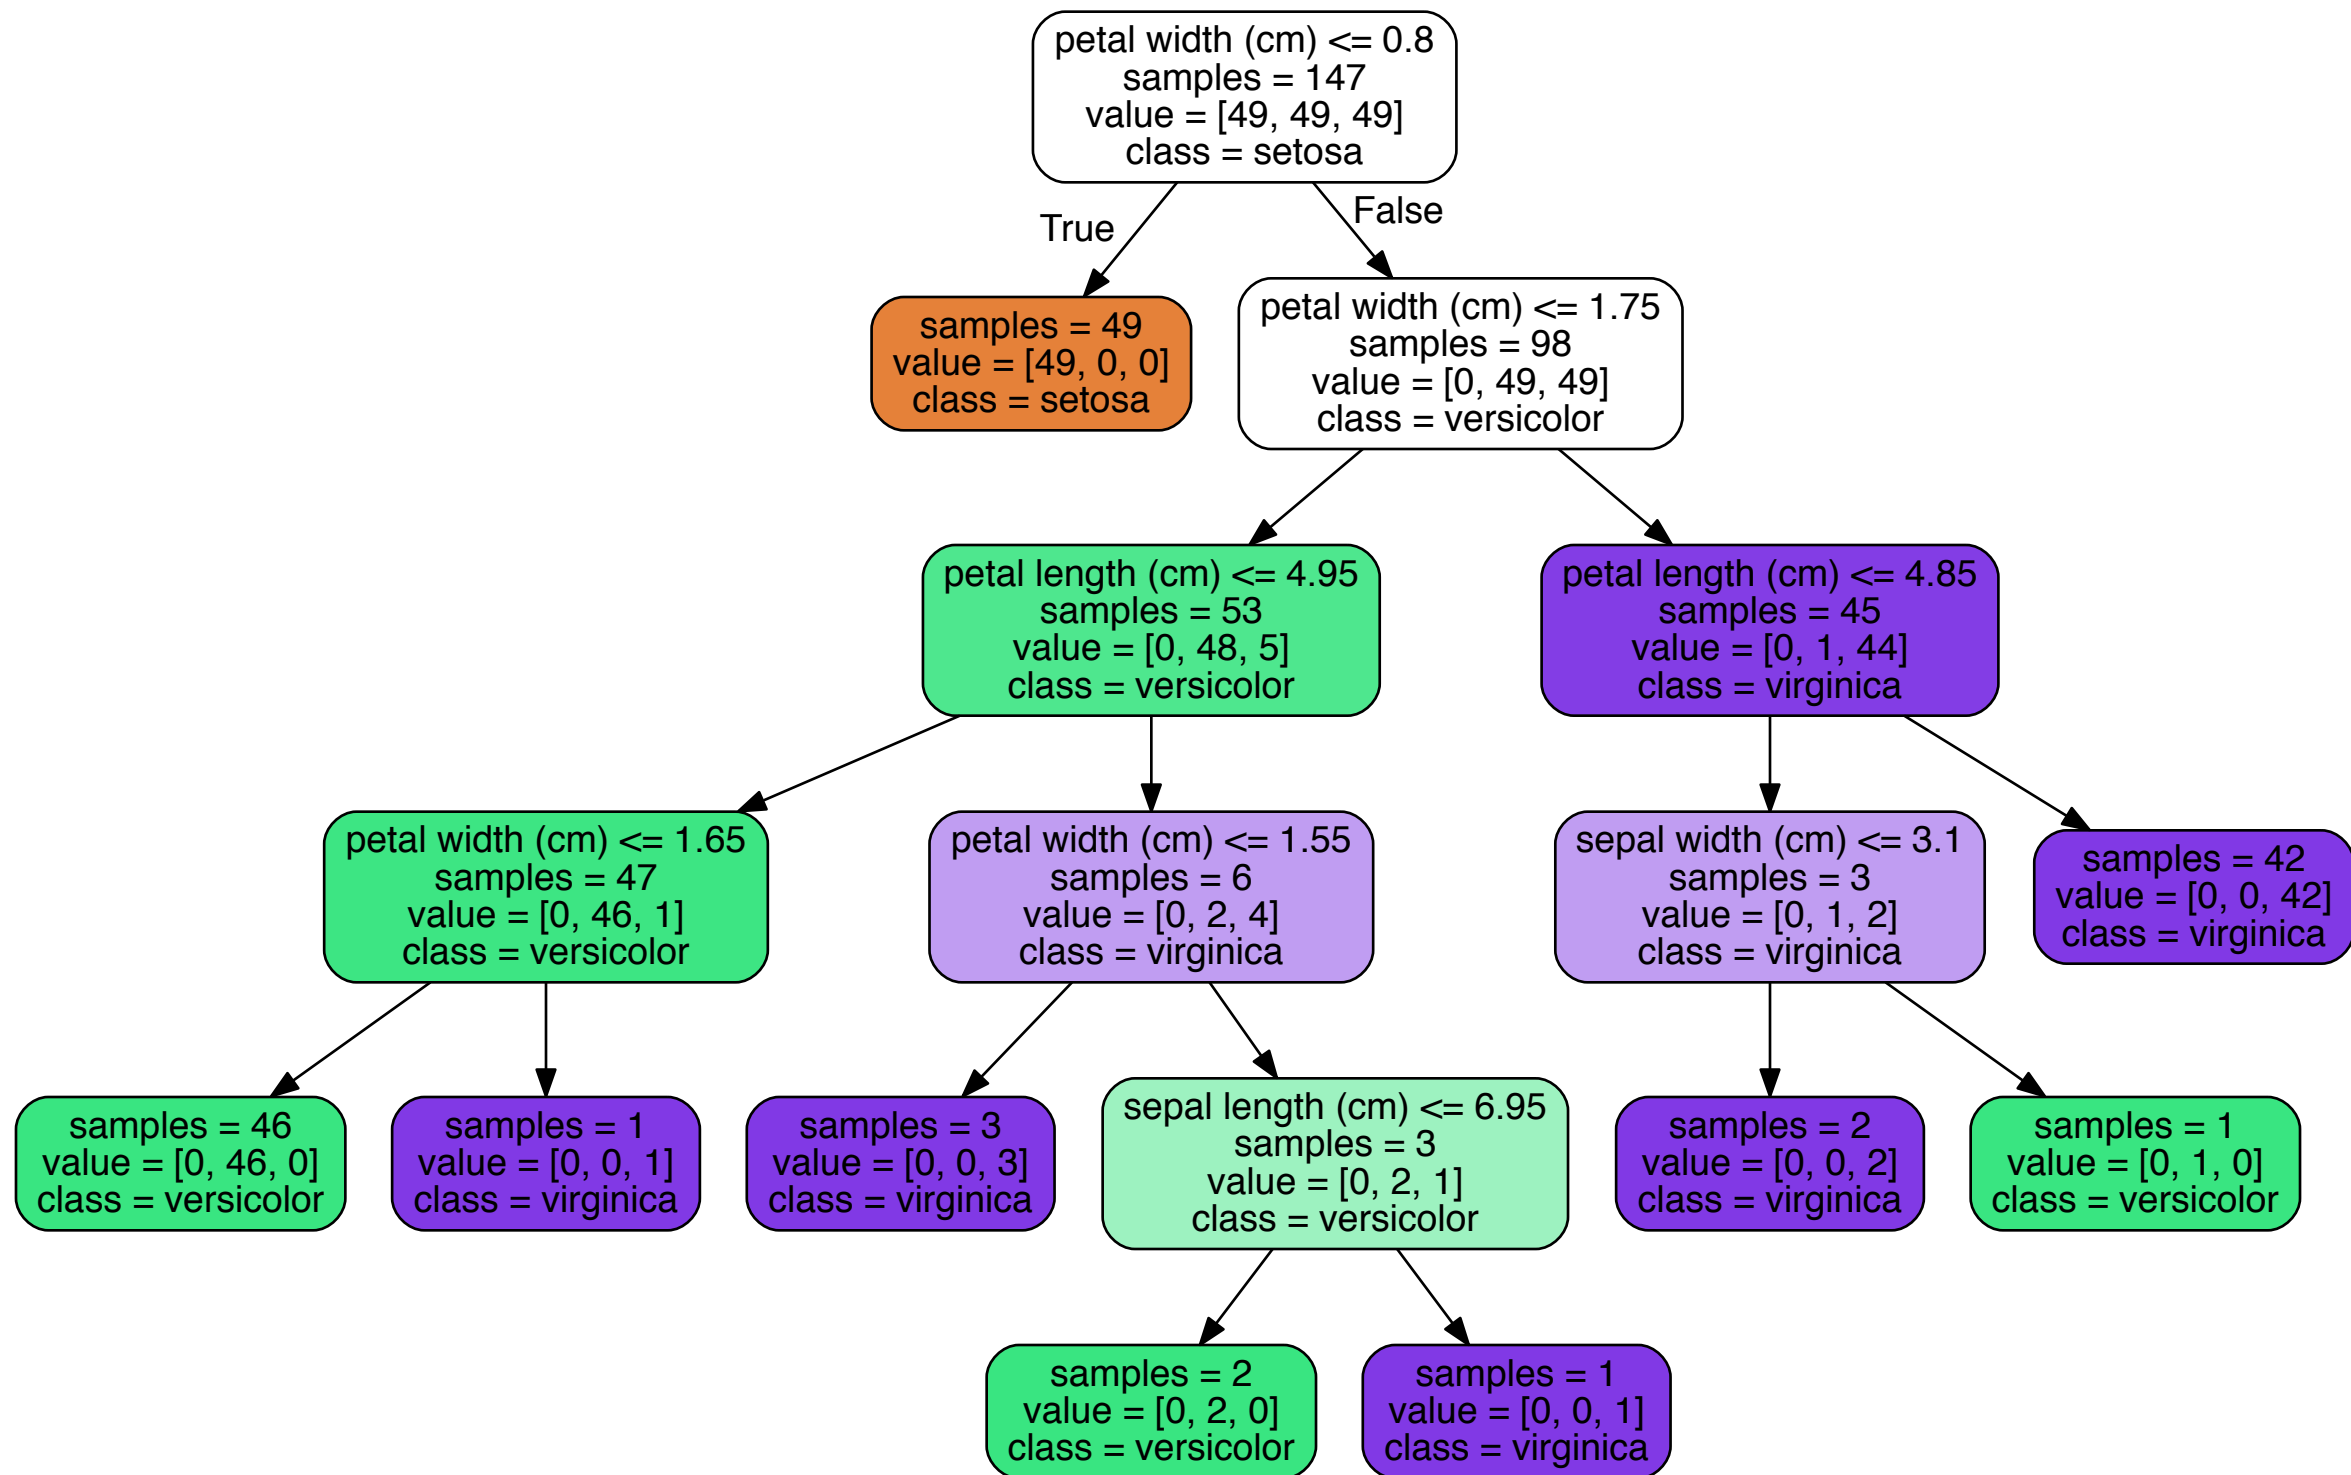 petal width (cm) <= 0.8
samples = 147
value = [49, 49, 49]
class = setosa
True
False
samples = 49
value = [49, 0, 0]
class = setosa
petal width (cm) <= 1.75
samples = 98
value = [0, 49, 49]
class = versicolor
petal length (cm) <= 4.95
samples = 53
value = [0, 48, 5]
class = versicolor
petal length (cm) <= 4.85
samples = 45
value = [0, 1, 44]
class = virginica
petal width (cm) <= 1.65
samples = 47
value = [0, 46, 1]
class = versicolor
petal width (cm) <= 1.55
samples = 6
value = [0, 2, 4]
class = virginica
sepal width (cm) <= 3.1
samples = 3
value = [0, 1, 2]
class = virginica
samples = 42
value = [0, 0, 42]
class = virginica
samples = 46
value = [0, 46, 0]
class = versicolor
samples = 1
value = [0, 0, 1]
class = virginica
samples = 3
value = [0, 0, 3]
class = virginica
sepal length (cm) <= 6.95
samples = 3
value = [0, 2, 1]
class = versicolor
samples = 2
value = [0, 0, 2]
class = virginica
samples = 1
value = [0, 1, 0]
class = versicolor
samples = 2
value = [0, 2, 0]
class = versicolor
samples = 1
value = [0, 0, 1]
class = virginica